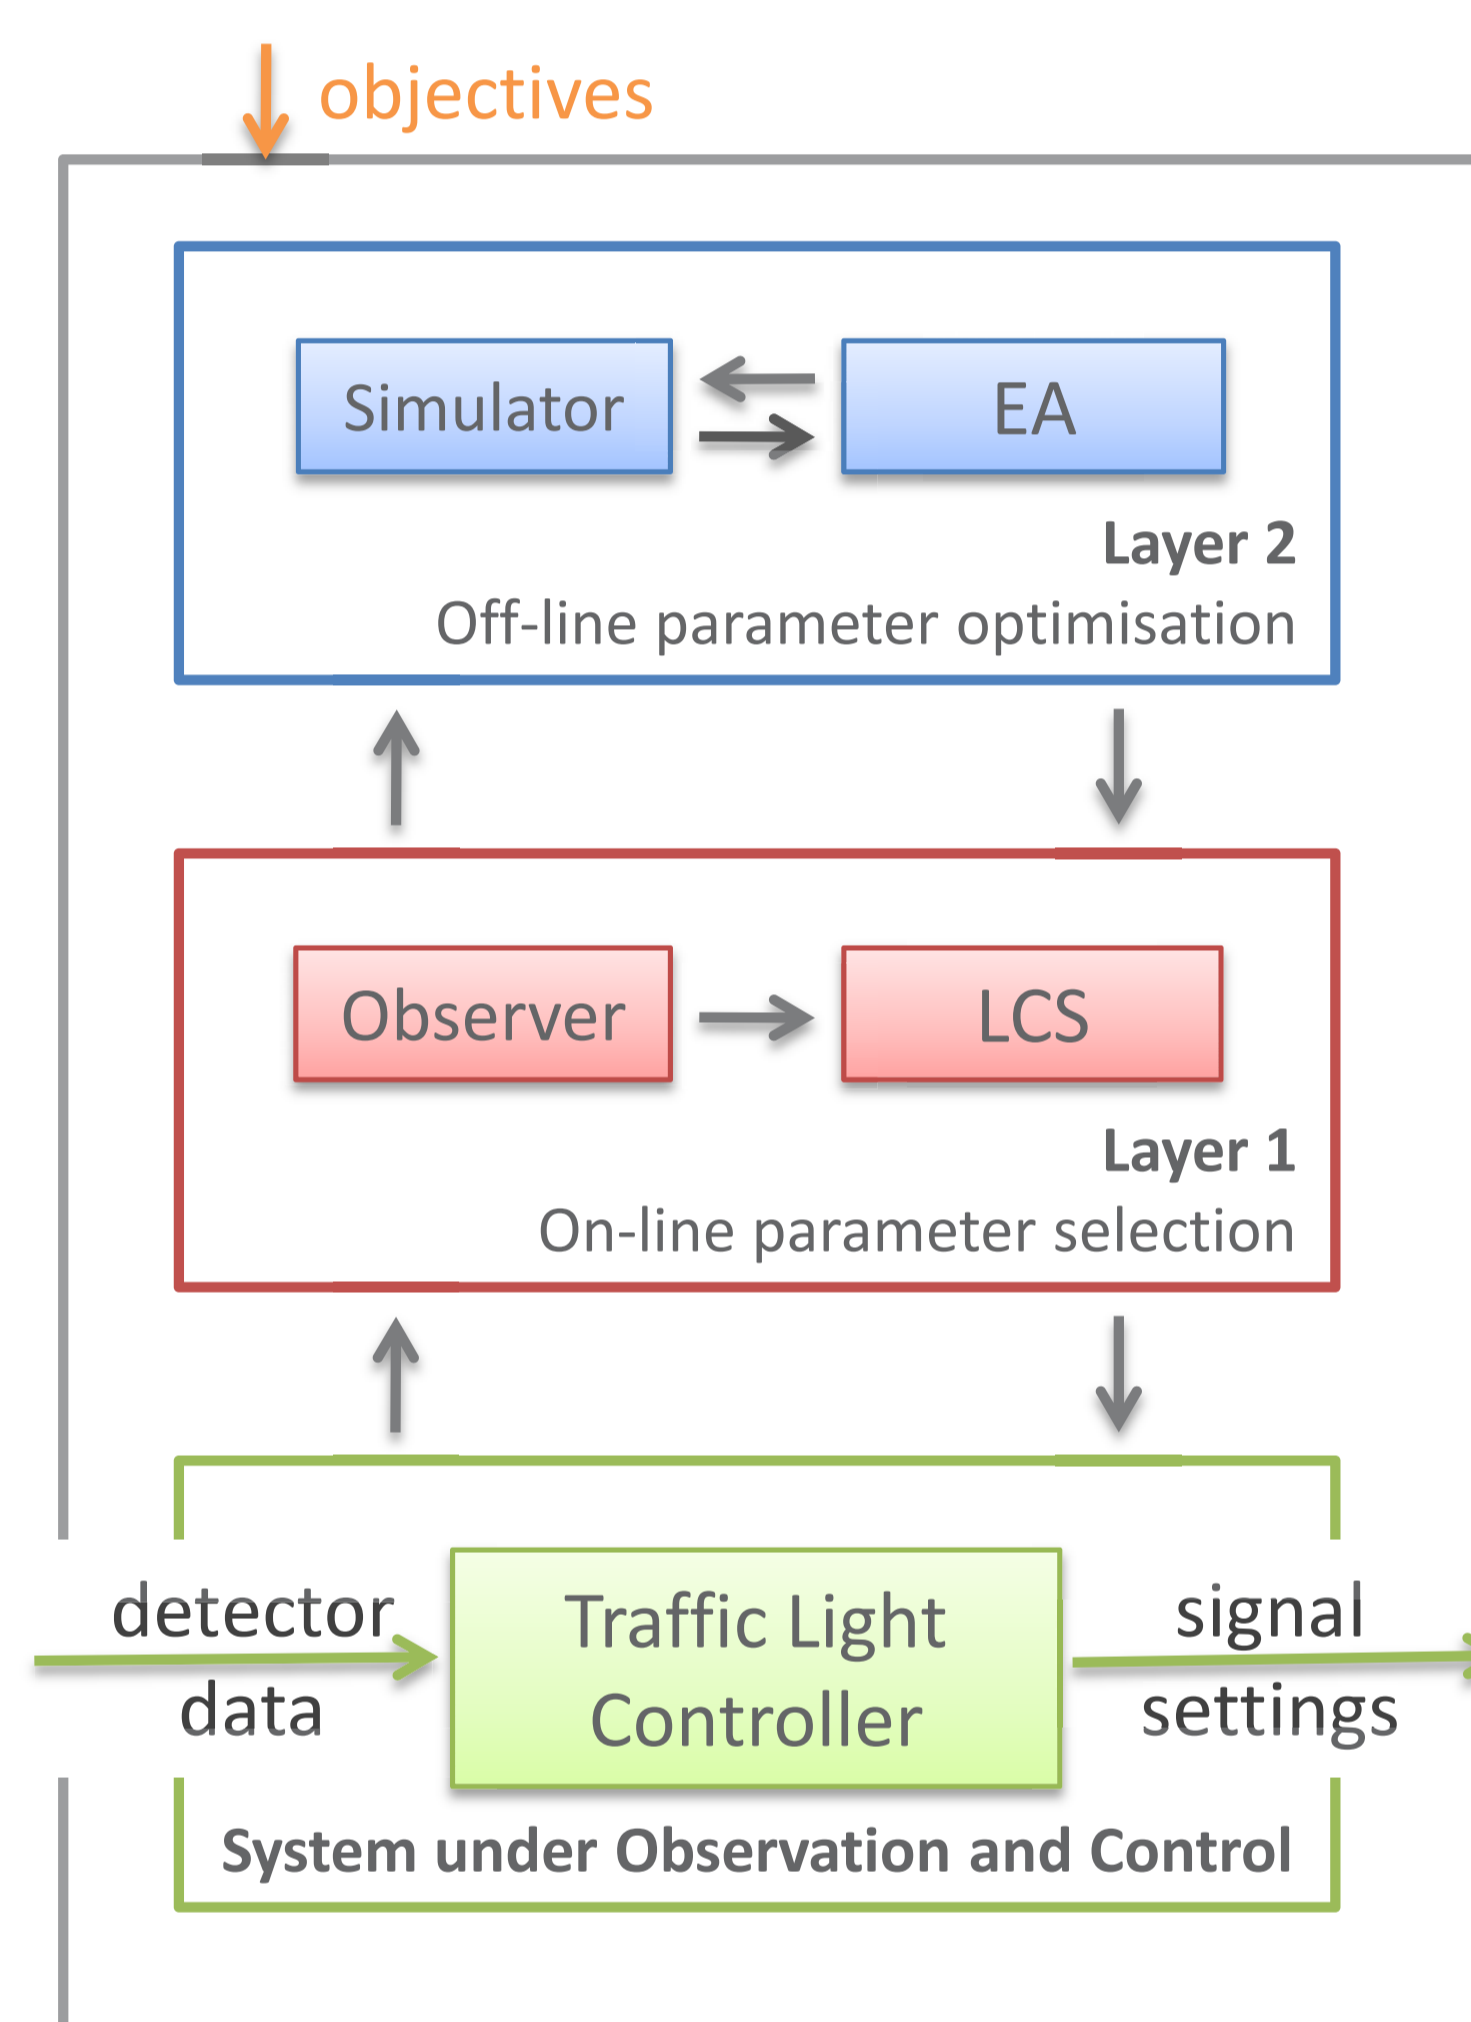 objectives
Simulator
EA
Layer 2
Off-line parameter optimisation
Observer
LCS
Layer 1
On-line parameter selection
detector
data
Traffic Light
Controller
signal
settings
System under Observation and Control